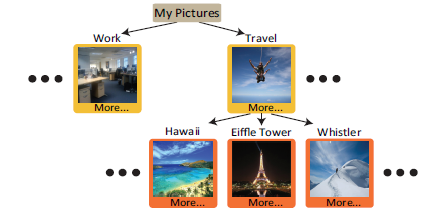 My Pictures
Work
Travel
More...
More...
Hawaii
Eiffle Tower
Whistler
More...
More...
More...